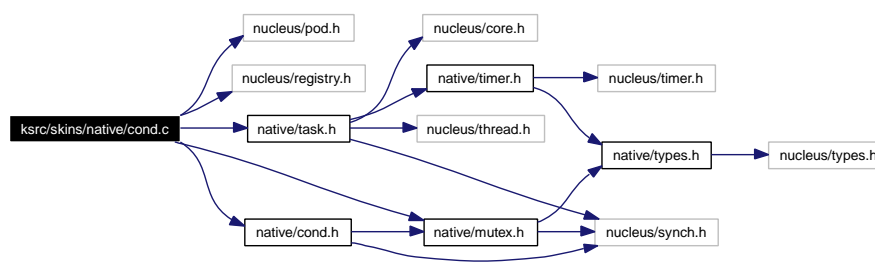 nucleus/pod.h
nucleus/core.h
nucleus/registry.h
native/timer.h
nucleus/timer.h
ksrc/skins/native/cond.c
native/task.h
nucleus/thread.h
native/types.h
nucleus/types.h
native/cond.h
native/mutex.h
nucleus/synch.h